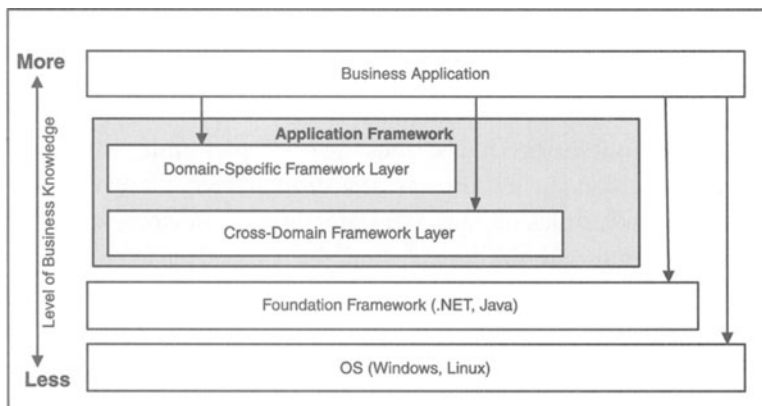 More
Business Application
Application Framework
Domain-Specific Framework Layer
Cross-Domain Framework Layer
Level of Business Knowledge
Foundation Framework (.NET, Java)
OS (Windows, Linux)
Less